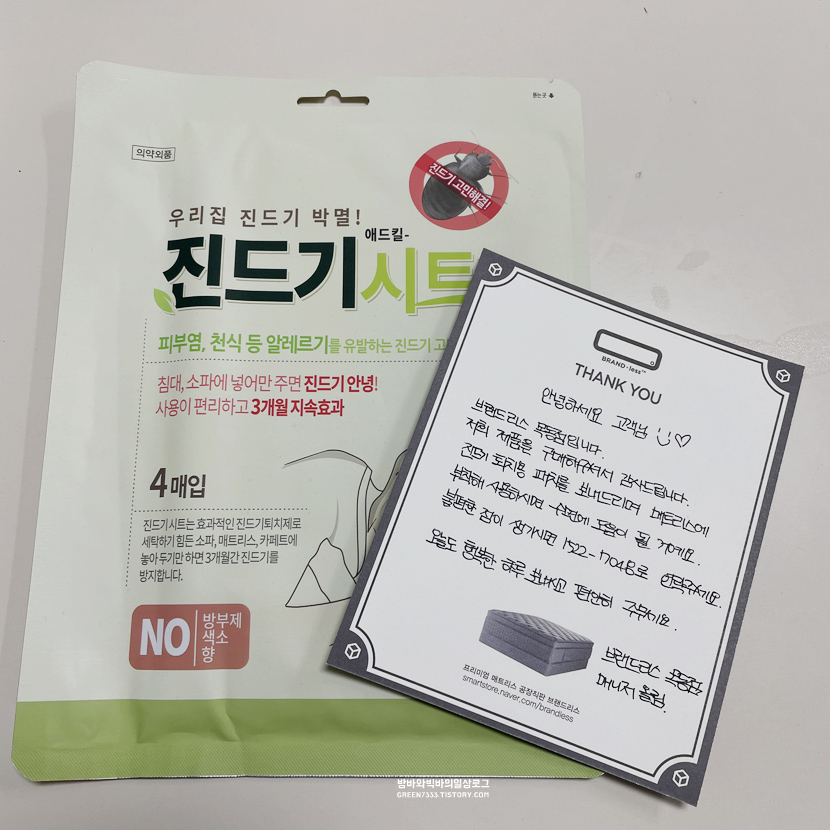 뜯는곳
의약외품
진드기 고민해결!
우리집 진드기 박멸!
애드킬-
진드기시트
피부염, 천식 등 알레르기를 유발하는 진드기 고
침대, 소파에 넣어만 주면 진드기 안녕!
사용이 편리하고 3개월 지속효과
4매입
진드기시트는 효과적인 진드기퇴치제로
세탁하기 힘든 소파, 매트리스, 카페트에
놓아 두기만 하면 3개월간 진드기를
방지합니다.
NO 방부제
색소
향
BRAND-less™
THANK YOU
안녕하세요 고객님
브랜드리스 목동점입니다.
저희 제품을 구매해주셔서 감사드립니다.
진드기 퇴치용 패치를 보내드리며 매트리스에
부착해 사용하시면 숙면에 도움이 될 거예요.
불편한 점이 생기시면 1522-1704으로 연락주세요.
오늘도 행복한 하루 보내시고 편안히 주무세요.
브랜드리스 목동점
매니저 올림.
프리미엄 매트리스 공장직판 브랜드리스
smartstore.naver.com/brandless
밤바와빅바의일상로그
GREEN7333.TISTORY.COM